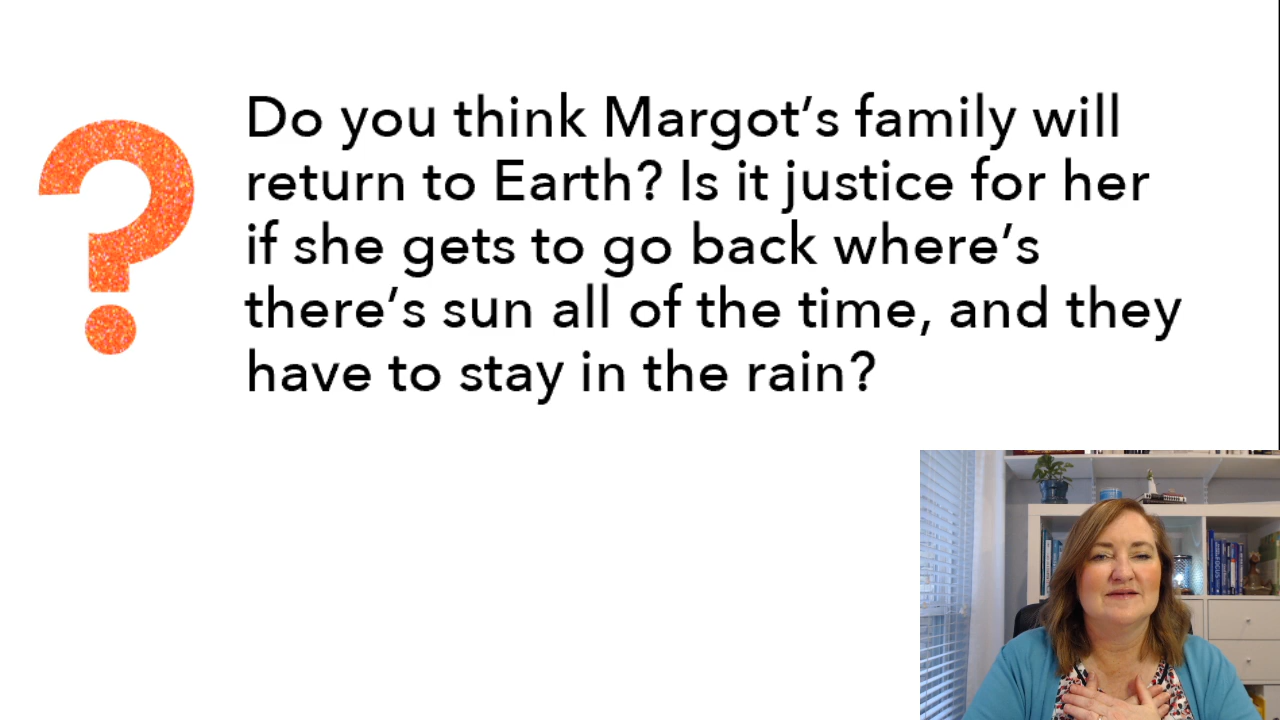 Do you think Margot’s family will
return to Earth? Is it justice for her
if she gets to go back where’s
there’s sun all of the time, and they
have to stay in the rain?